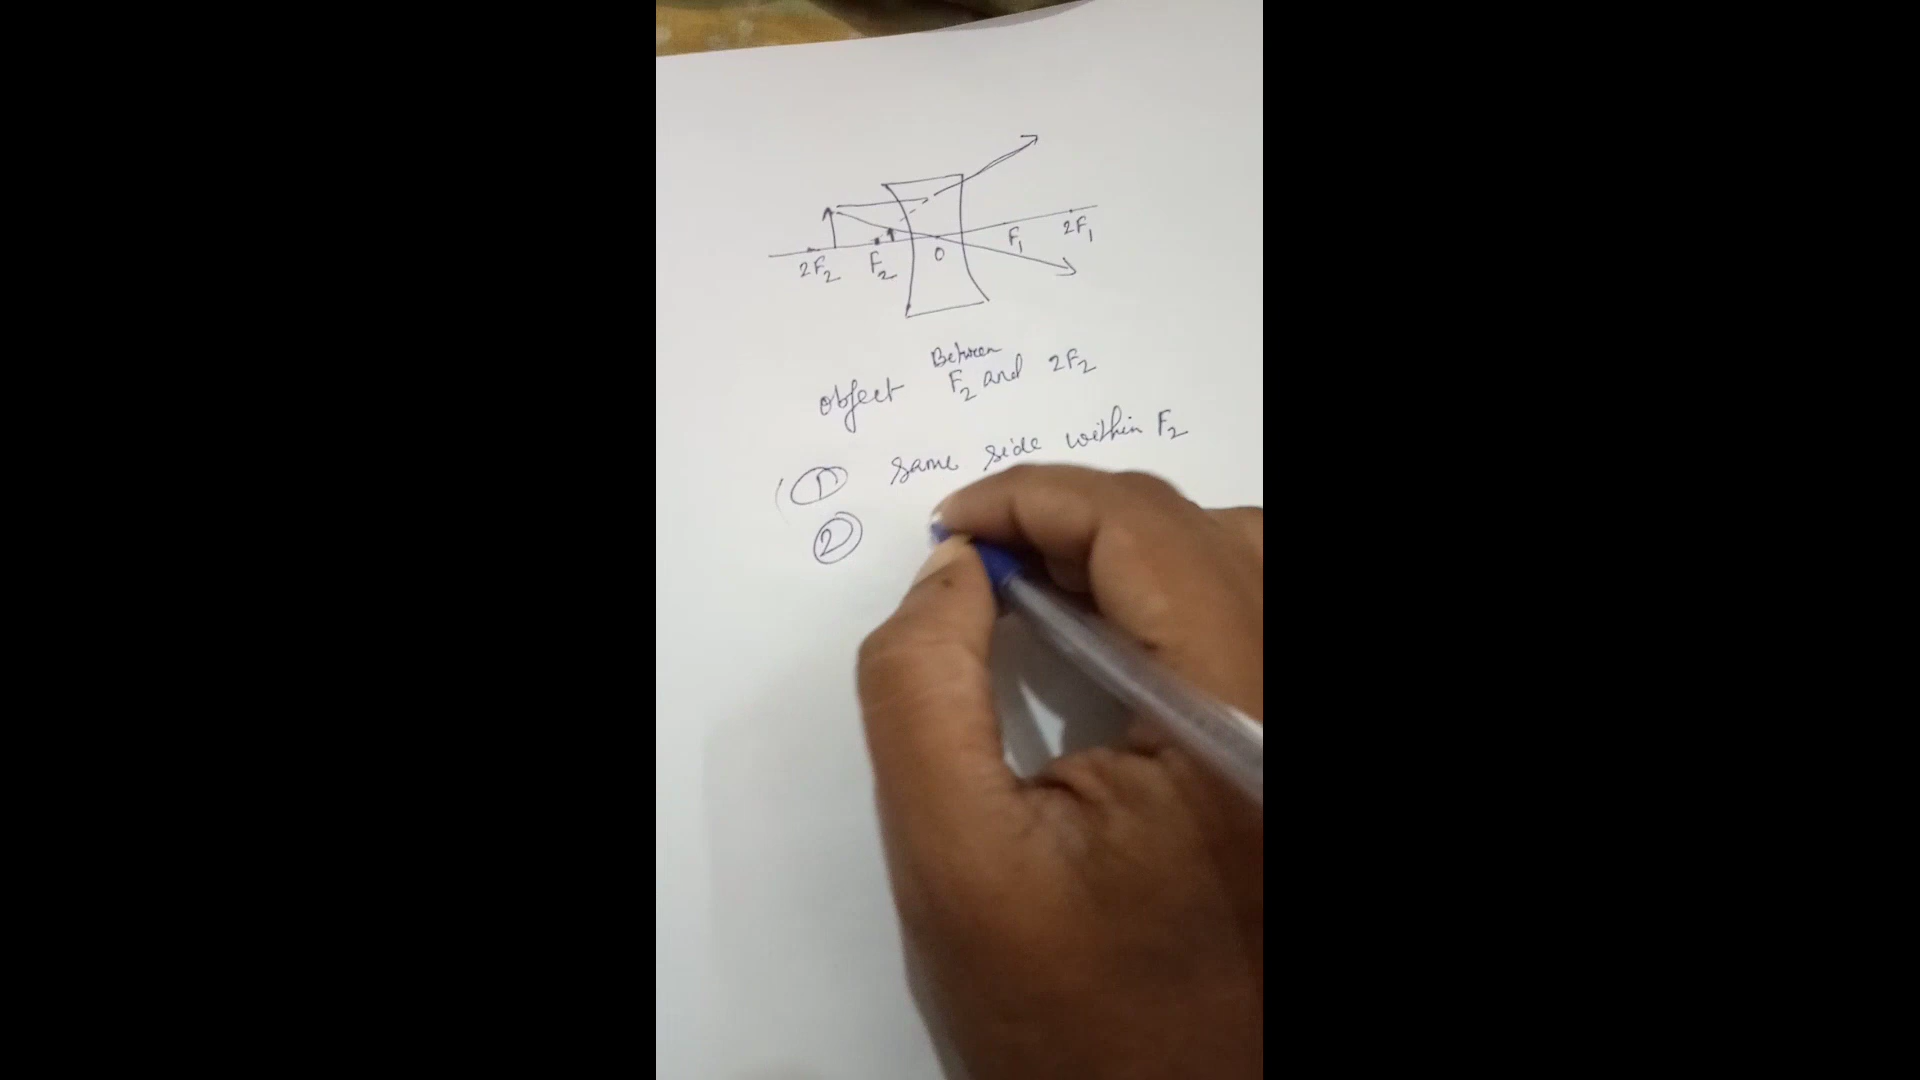 2F₂ F₂ O F₁ 2F₁
Between
object F₂ and 2F₂
① same side within F₂
②